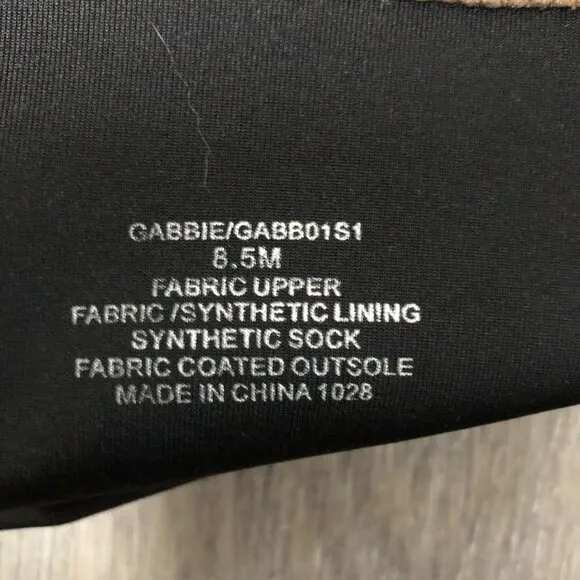 GABBIE/GABB01S1
8.5M
FABRIC UPPER
FABRIC /SYNTHETIC LINING
SYNTHETIC SOCK
FABRIC COATED OUTSOLE
MADE IN CHINA 1028